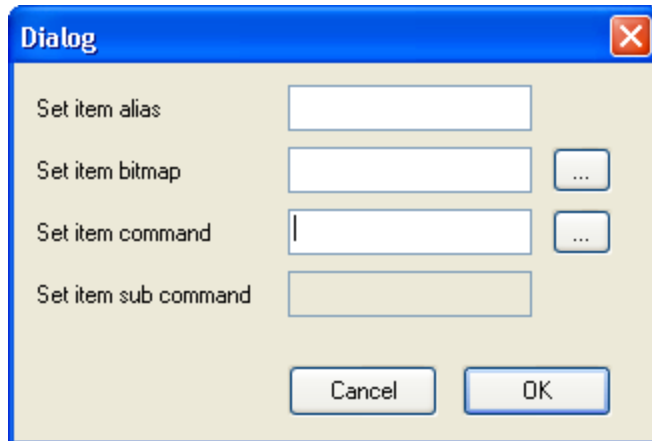 Dialog
Set item alias
Set item bitmap ...
Set item command ...
Set item sub command
Cancel OK